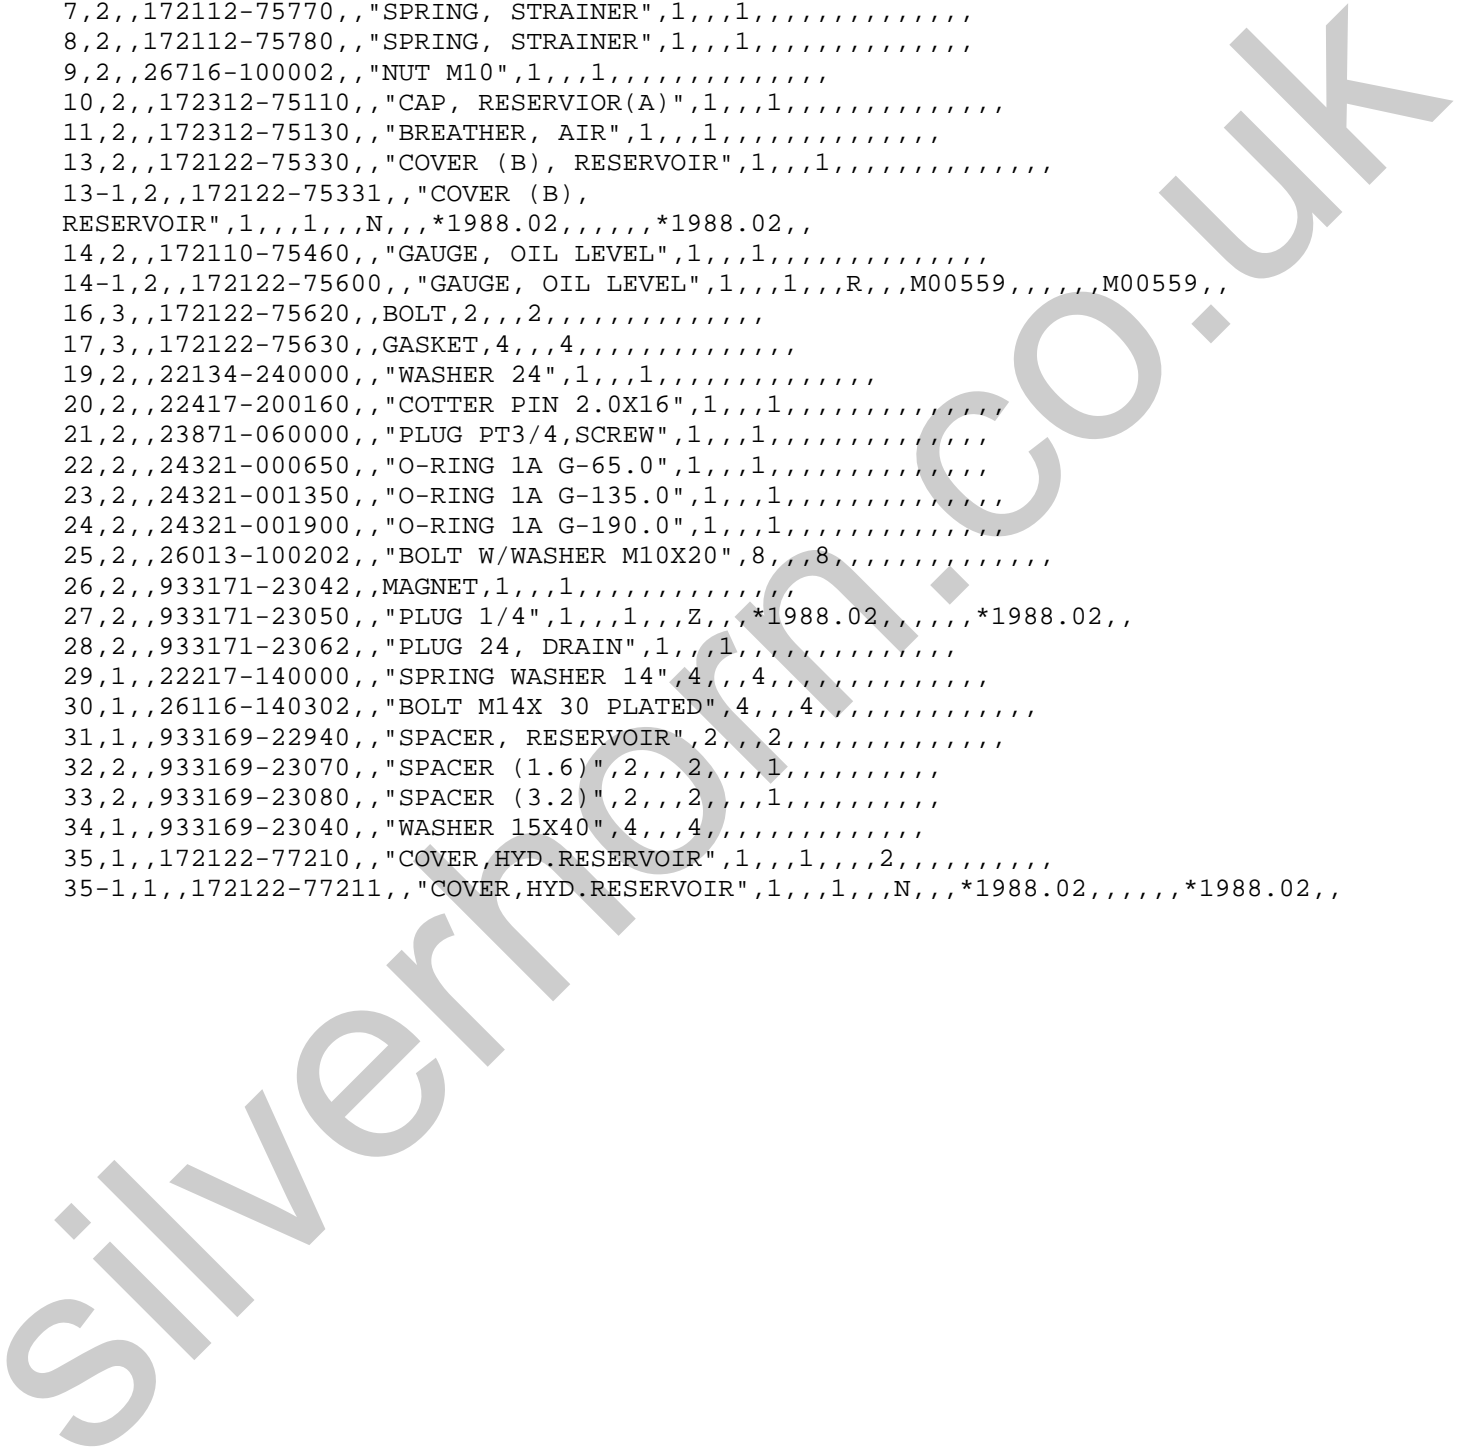 7,2,,172112-75770,,"SPRING, STRAINER",1,,,1,,,,,,,,,,,,,,
8,2,,172112-75780,,"SPRING, STRAINER",1,,,1,,,,,,,,,,,,,,
9,2,,26716-100002,,"NUT M10",1,,,1,,,,,,,,,,,,,,
10,2,,172312-75110,,"CAP, RESERVIOR(A)",1,,,1,,,,,,,,,,,,,,
11,2,,172312-75130,,"BREATHER, AIR",1,,,1,,,,,,,,,,,,,,
13,2,,172122-75330,,"COVER (B), RESERVOIR",1,,,1,,,,,,,,,,,,,,
13-1,2,,172122-75331,,"COVER (B),
RESERVOIR",1,,,1,,,N,,,*1988.02,,,,,,*1988.02,,
14,2,,172110-75460,,"GAUGE, OIL LEVEL",1,,,1,,,,,,,,,,,,,,
14-1,2,,172122-75600,,"GAUGE, OIL LEVEL",1,,,1,,,R,,,M00559,,,,,,M00559,,
16,3,,172122-75620,,BOLT,2,,,2,,,,,,,,,,,,,,
17,3,,172122-75630,,GASKET,4,,,4,,,,,,,,,,,,,,
19,2,,22134-240000,,"WASHER 24",1,,,1,,,,,,,,,,,,,,
20,2,,22417-200160,,"COTTER PIN 2.0X16",1,,,1,,,,,,,,,,,,,,
21,2,,23871-060000,,"PLUG PT3/4,SCREW",1,,,1,,,,,,,,,,,,,,
22,2,,24321-000650,,"O-RING 1A G-65.0",1,,,1,,,,,,,,,,,,,,
23,2,,24321-001350,,"O-RING 1A G-135.0",1,,,1,,,,,,,,,,,,,,
24,2,,24321-001900,,"O-RING 1A G-190.0",1,,,1,,,,,,,,,,,,,,
25,2,,26013-100202,,"BOLT W/WASHER M10X20",8,,,8,,,,,,,,,,,,,,
26,2,,933171-23042,,MAGNET,1,,,1,,,,,,,,,,,,,,
27,2,,933171-23050,,"PLUG 1/4",1,,,1,,,Z,,,*1988.02,,,,,,*1988.02,,
28,2,,933171-23062,,"PLUG 24, DRAIN",1,,,1,,,,,,,,,,,,,,
29,1,,22217-140000,,"SPRING WASHER 14",4,,,4,,,,,,,,,,,,,,
30,1,,26116-140302,,"BOLT M14X 30 PLATED",4,,,4,,,,,,,,,,,,,,
31,1,,933169-22940,,"SPACER, RESERVOIR",2,,,2,,,,,,,,,,,,,,
32,2,,933169-23070,,"SPACER (1.6)",2,,,2,,,,1,,,,,,,,,,
33,2,,933169-23080,,"SPACER (3.2)",2,,,2,,,,1,,,,,,,,,,
34,1,,933169-23040,,"WASHER 15X40",4,,,4,,,,,,,,,,,,,,
35,1,,172122-77210,,"COVER,HYD.RESERVOIR",1,,,1,,,,2,,,,,,,,,,
35-1,1,,172122-77211,,"COVER,HYD.RESERVOIR",1,,,1,,,N,,,*1988.02,,,,,,*1988.02,,
silverhorn.co.uk